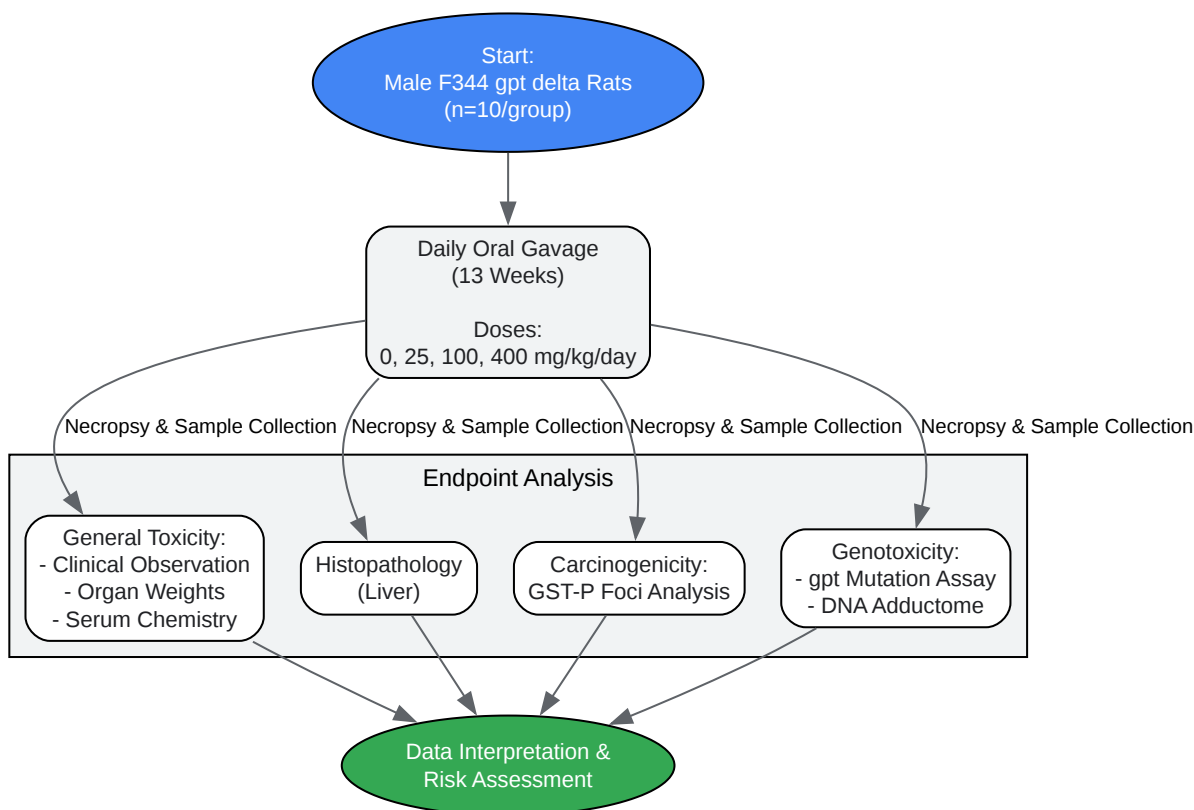 Start:
Male F344 gpt delta Rats
(n=10/group)
Daily Oral Gavage
(13 Weeks)
Doses:
0, 25, 100, 400 mg/kg/day
Necropsy & Sample Collection
Necropsy & Sample Collection
Necropsy & Sample Collection
Necropsy & Sample Collection
Endpoint Analysis
General Toxicity:
- Clinical Observation
- Organ Weights
- Serum Chemistry
Histopathology
(Liver)
Carcinogenicity:
GST-P Foci Analysis
Genotoxicity:
- gpt Mutation Assay
- DNA Adductome
Data Interpretation &
Risk Assessment